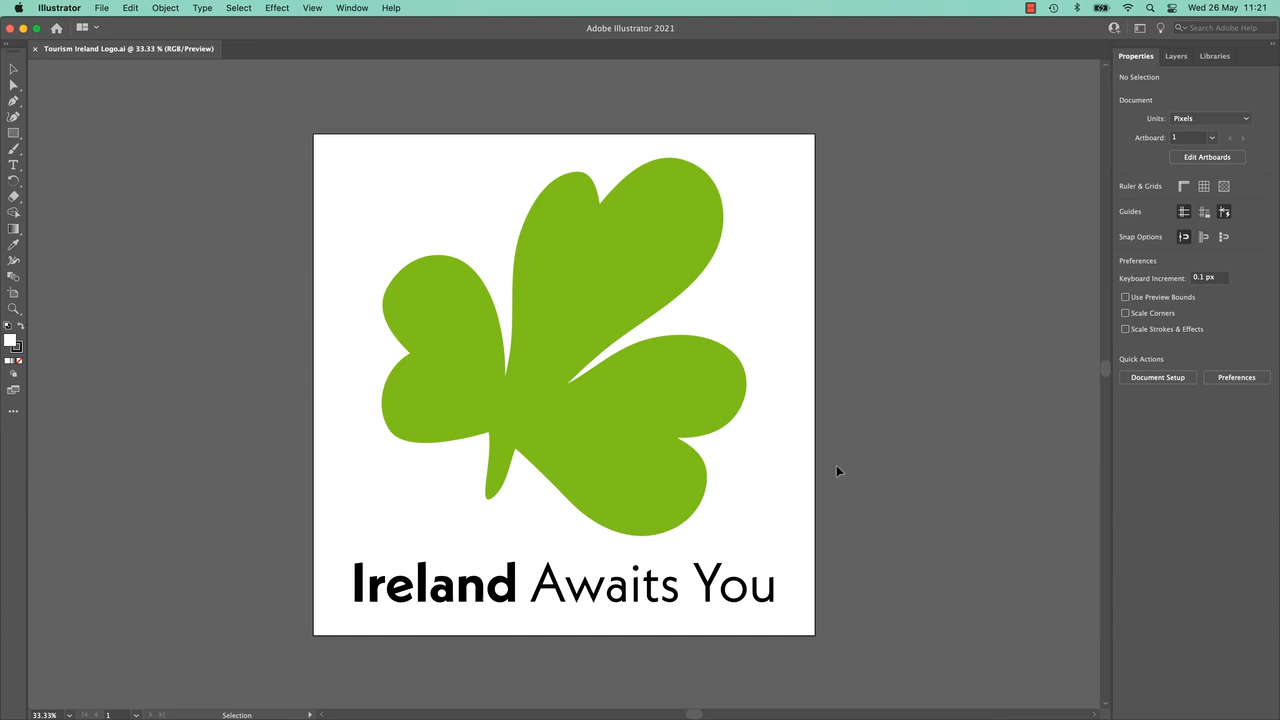 Illustrator File Edit Object Type Select Effect View Window Help Wed 26 May 11:21
Adobe Illustrator 2021 Search Adobe Help
× Tourism Ireland Logo.ai @ 33.33 % (RGB/Preview)
Properties Layers Libraries
No Selection
Document
Units: Pixels
Artboard: 1
Edit Artboards
Ruler & Grids
Guides
Snap Options
Preferences
Keyboard Increment: 0.1 px
Use Preview Bounds
Scale Corners
Scale Strokes & Effects
Quick Actions
Document Setup Preferences
Ireland Awaits You
33.33% 1 Selection